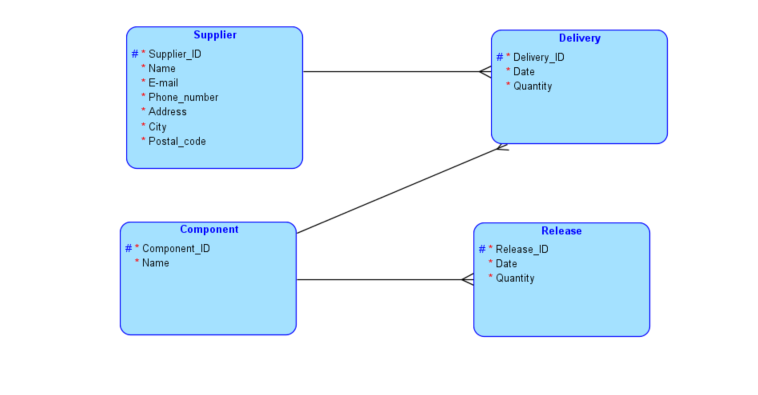 Supplier
# * Supplier_ID
* Name
* E-mail
* Phone_number
* Address
* City
* Postal_code
Delivery
# * Delivery_ID
* Date
* Quantity
Component
# * Component_ID
* Name
Release
# * Release_ID
* Date
* Quantity